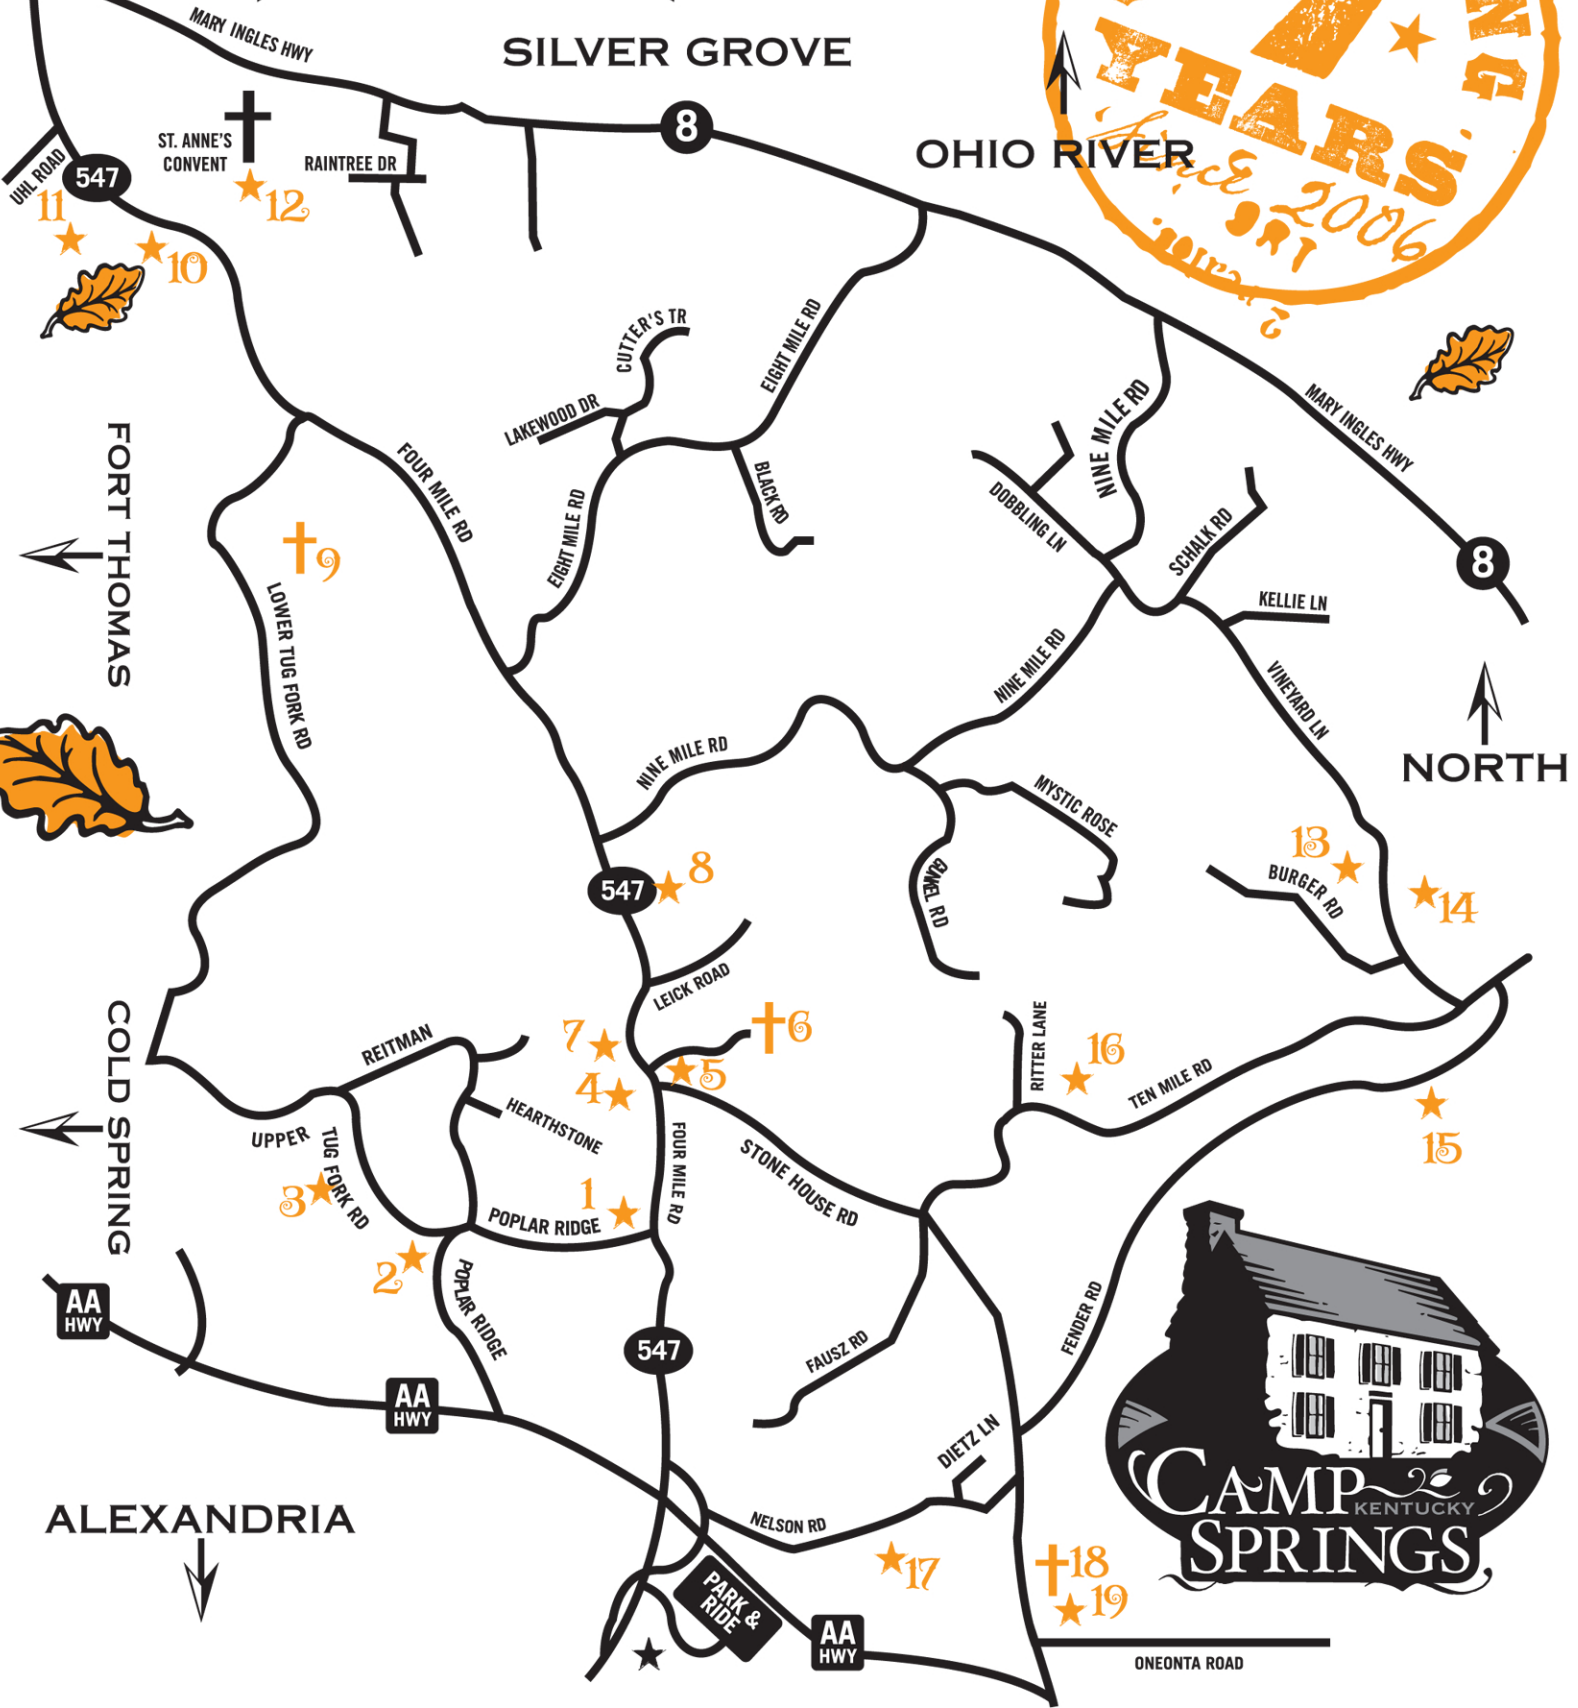 MARY INGLES HWY
SILVER GROVE
NG
YEARS
Since 2006
ORT
8
OHIO RIVER
ST. ANNE'S
CONVENT
RAINTREE DR
UHL ROAD
547
11
12
10
CUTTER'S TR
EIGHT MILE RD
LAKEWOOD DR
NINE MILE RD
MARY INGLES HWY
FORT THOMAS
FOUR MILE RD
BLACK RD
DOBBLING LN
SCHALK RD
EIGHT MILE RD
9
8
KELLIE LN
LOWER TUG FORK RD
NINE MILE RD
VINEYARD LN
NORTH
NINE MILE RD
MYSTIC ROSE
13
BURGER RD
14
547
8
RD
LEICK ROAD
COLD SPRING
REITMAN
7
6
5
4
RITTER LANE
16
TEN MILE RD
15
HEARTHSTONE
UPPER
TUG FORK RD
3
FOUR MILE RD
STONE HOUSE RD
1
POPLAR RIDGE
2
POPLAR RIDGE
AA
HWY
FENDER RD
547
FAUSZ RD
AA
HWY
DIETZ LN
CAMP
KENTUCKY
SPRINGS
ALEXANDRIA
NELSON RD
17
18
19
PARK &
RIDE
AA
HWY
ONEONTA ROAD